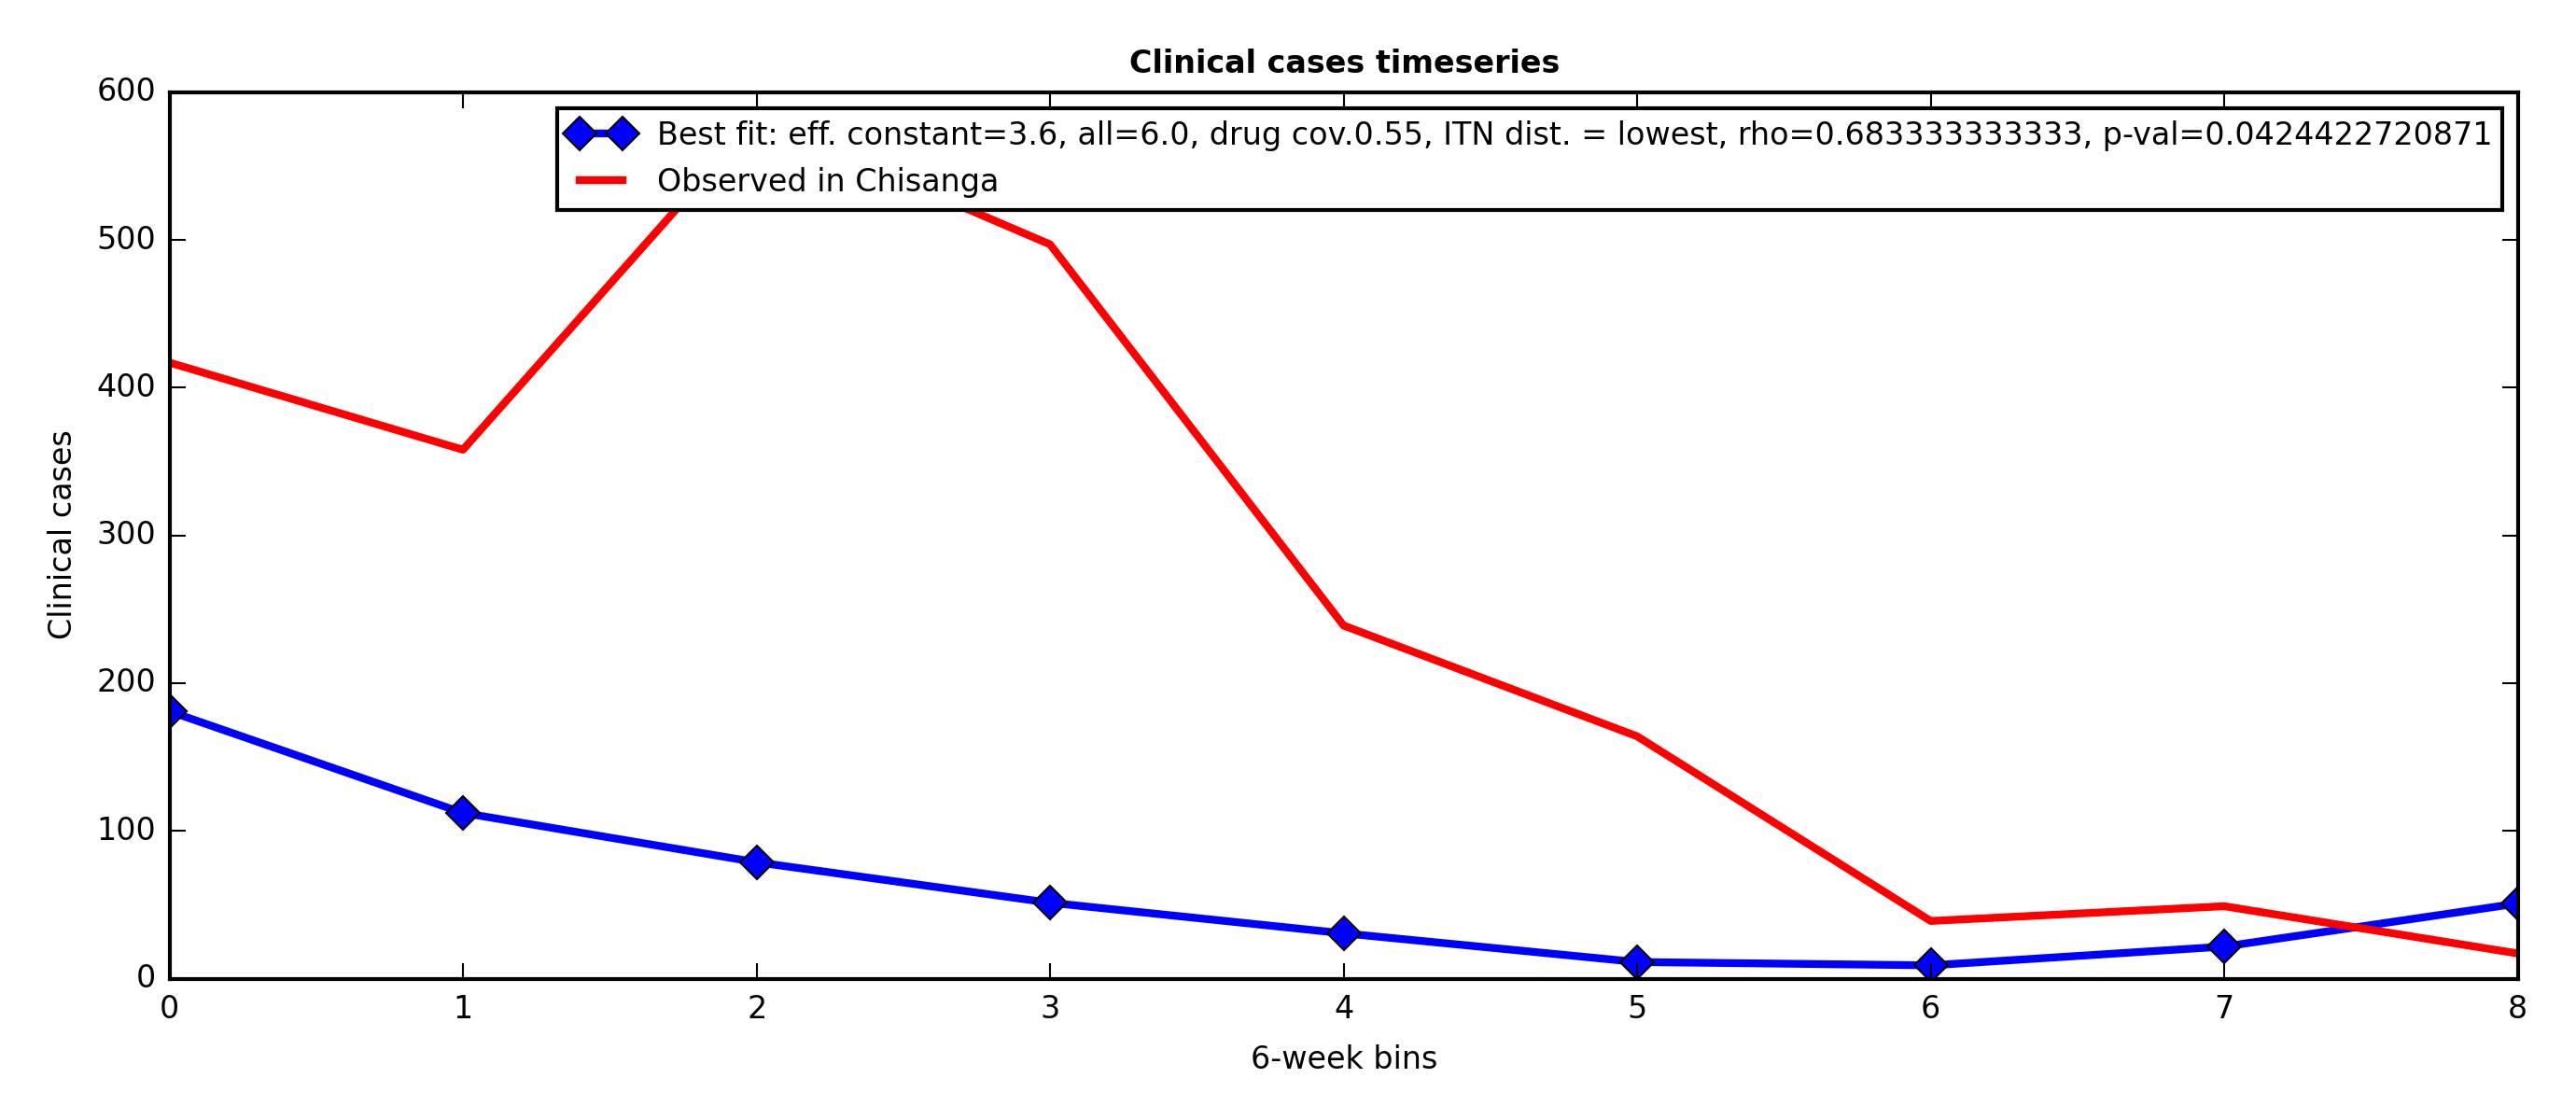 Clinical cases timeseries
600
500
400
300
200
100
0
Clinical cases
Best fit: eff. constant=3.6, all=6.0, drug cov.0.55, ITN dist. = lowest, rho=0.683333333333, p-val=0.0424422720871
Observed in Chisanga
0 1 2 3 4 5 6 7 8
6-week bins